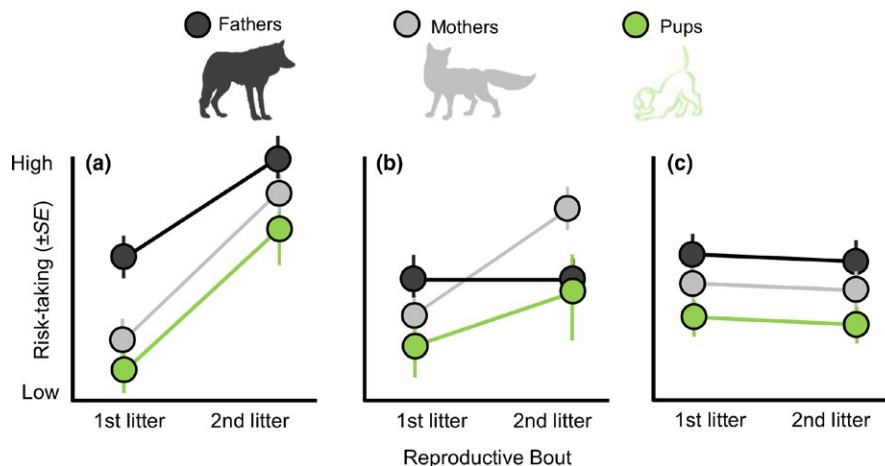 Fathers
Mothers
Pups
High
(a)
(b)
(c)
Risk-taking (±SE)
Low
1st litter
2nd litter
1st litter
2nd litter
1st litter
2nd litter
Reproductive Bout